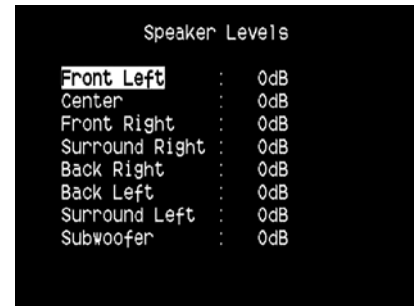 Speaker Levels
Front Left : 0dB
Center : 0dB
Front Right : 0dB
Surround Right : 0dB
Back Right : 0dB
Back Left : 0dB
Surround Left : 0dB
Subwoofer : 0dB